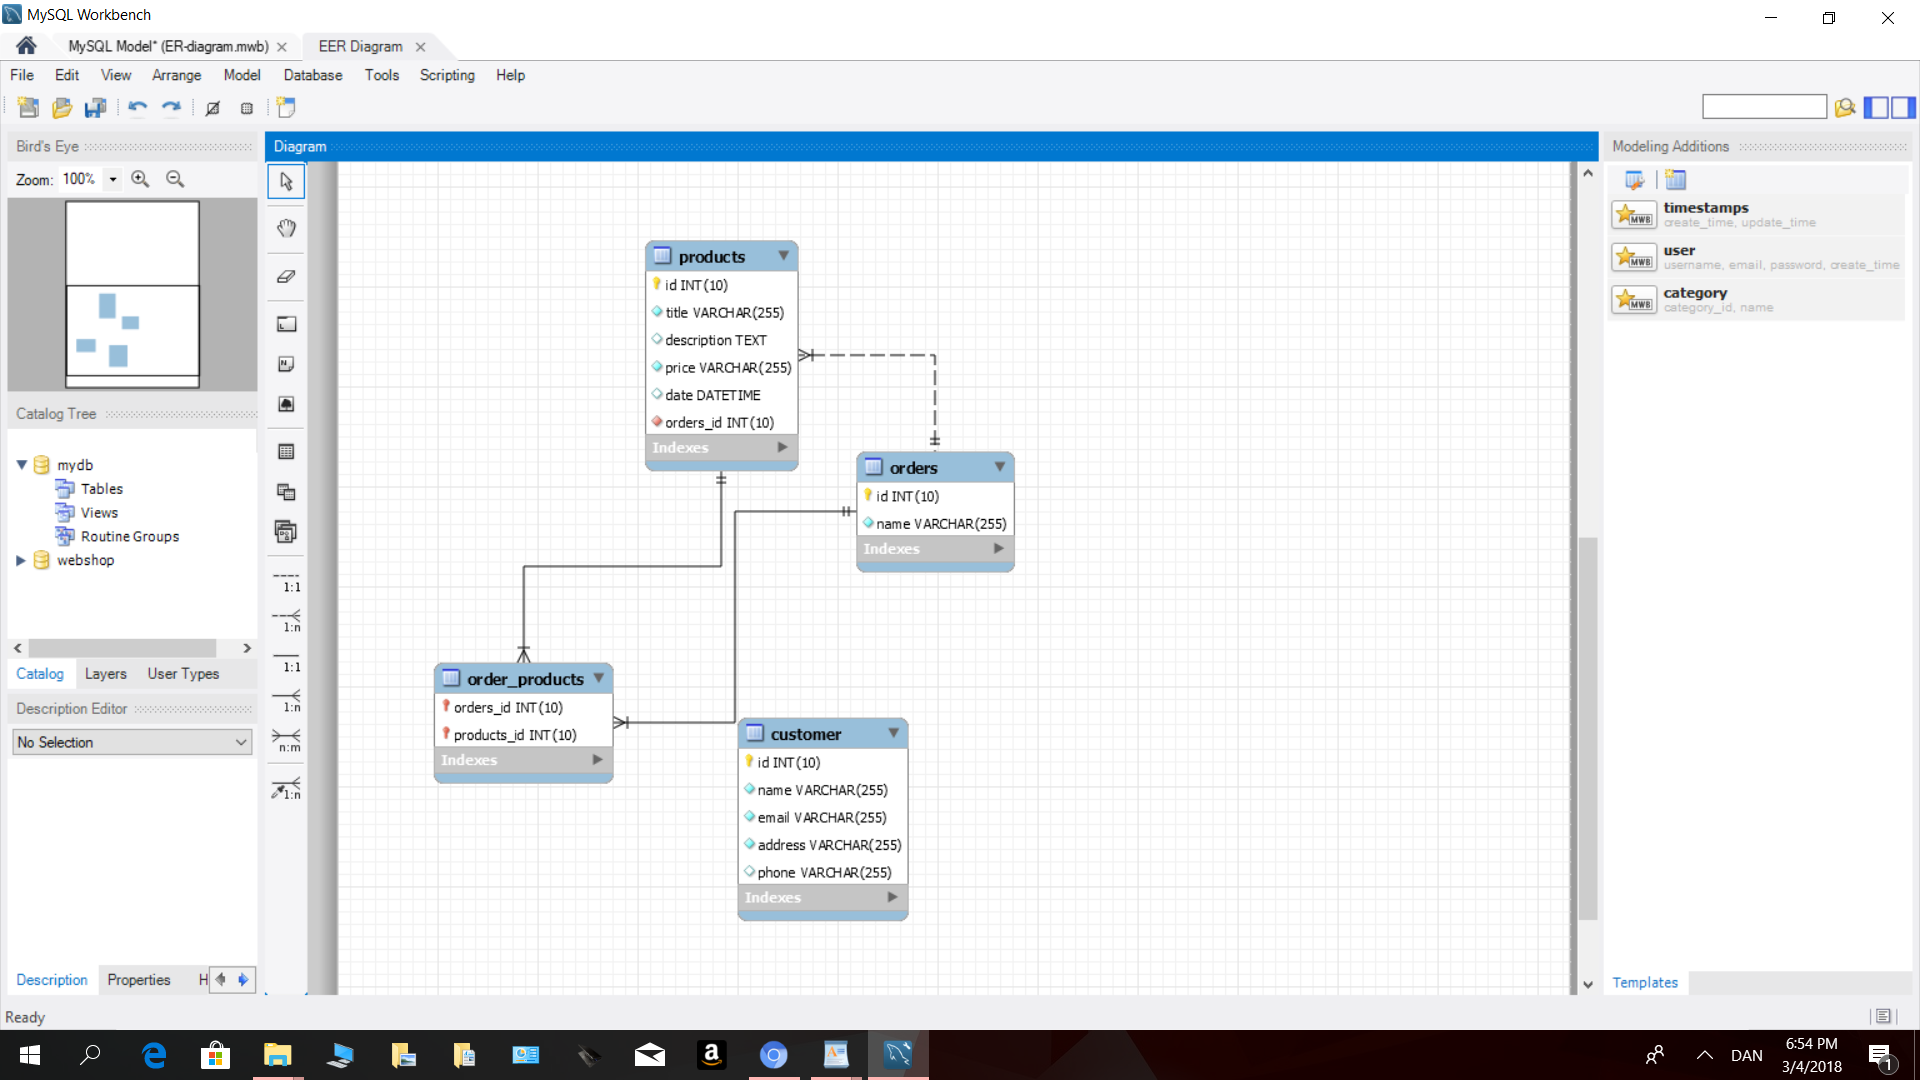 MySQL Workbench
MySQL Model* (ER-diagram.mwb)
EER Diagram
File Edit View Arrange Model Database Tools Scripting Help
Bird's Eye
Zoom: 100%
Catalog Tree
mydb
Tables
Views
Routine Groups
webshop
Catalog Layers User Types
Description Editor
No Selection
Description Properties H
Ready
Diagram
1:1
1:n
1:1
1:n
n:m
1:n
products
id INT(10)
title VARCHAR(255)
description TEXT
price VARCHAR(255)
date DATETIME
orders_id INT(10)
Indexes
orders
id INT(10)
name VARCHAR(255)
Indexes
order_products
orders_id INT(10)
products_id INT(10)
Indexes
customer
id INT(10)
name VARCHAR(255)
email VARCHAR(255)
address VARCHAR(255)
phone VARCHAR(255)
Indexes
Modeling Additions
MWB
timestamps
create_time, update_time
MWB
user
username, email, password, create_time
MWB
category
category_id, name
Templates
DAN
6:54 PM
3/4/2018
1